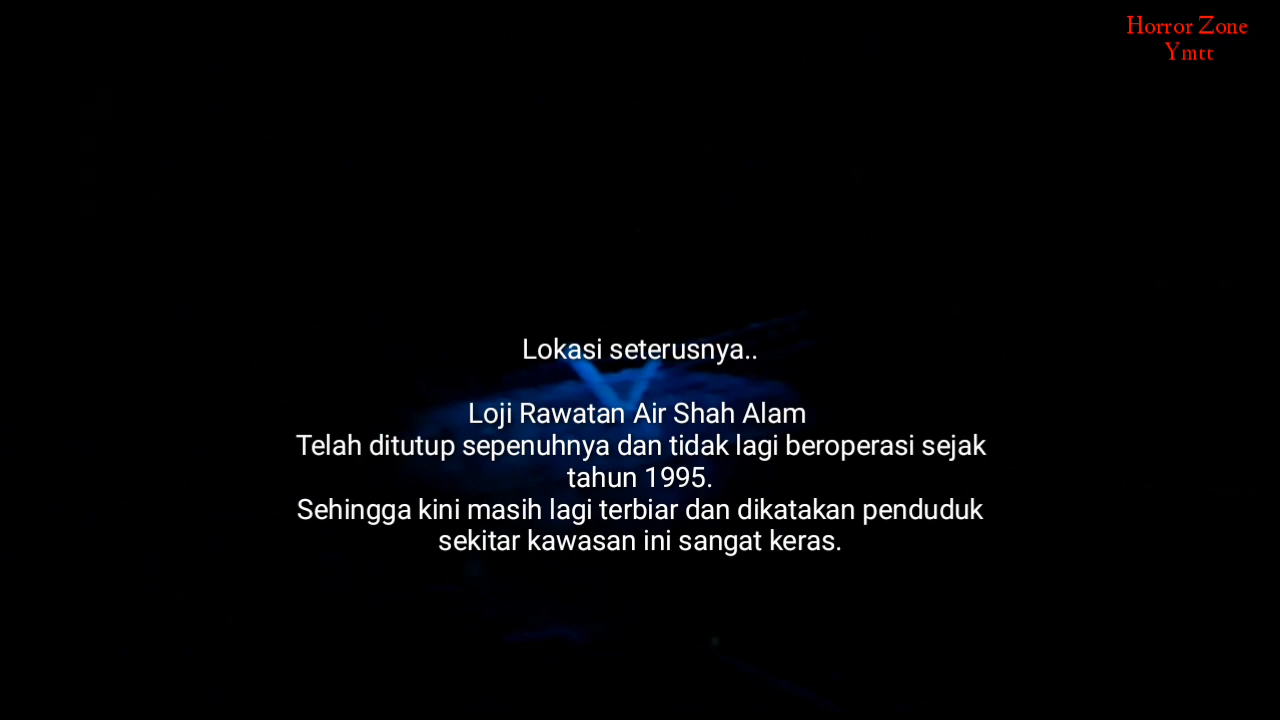 Horror Zone
Ymtt
Lokasi seterusnya..
Loji Rawatan Air Shah Alam
Telah ditutup sepenuhnya dan tidak lagi beroperasi sejak
tahun 1995.
Sehingga kini masih lagi terbiar dan dikatakan penduduk
sekitar kawasan ini sangat keras.